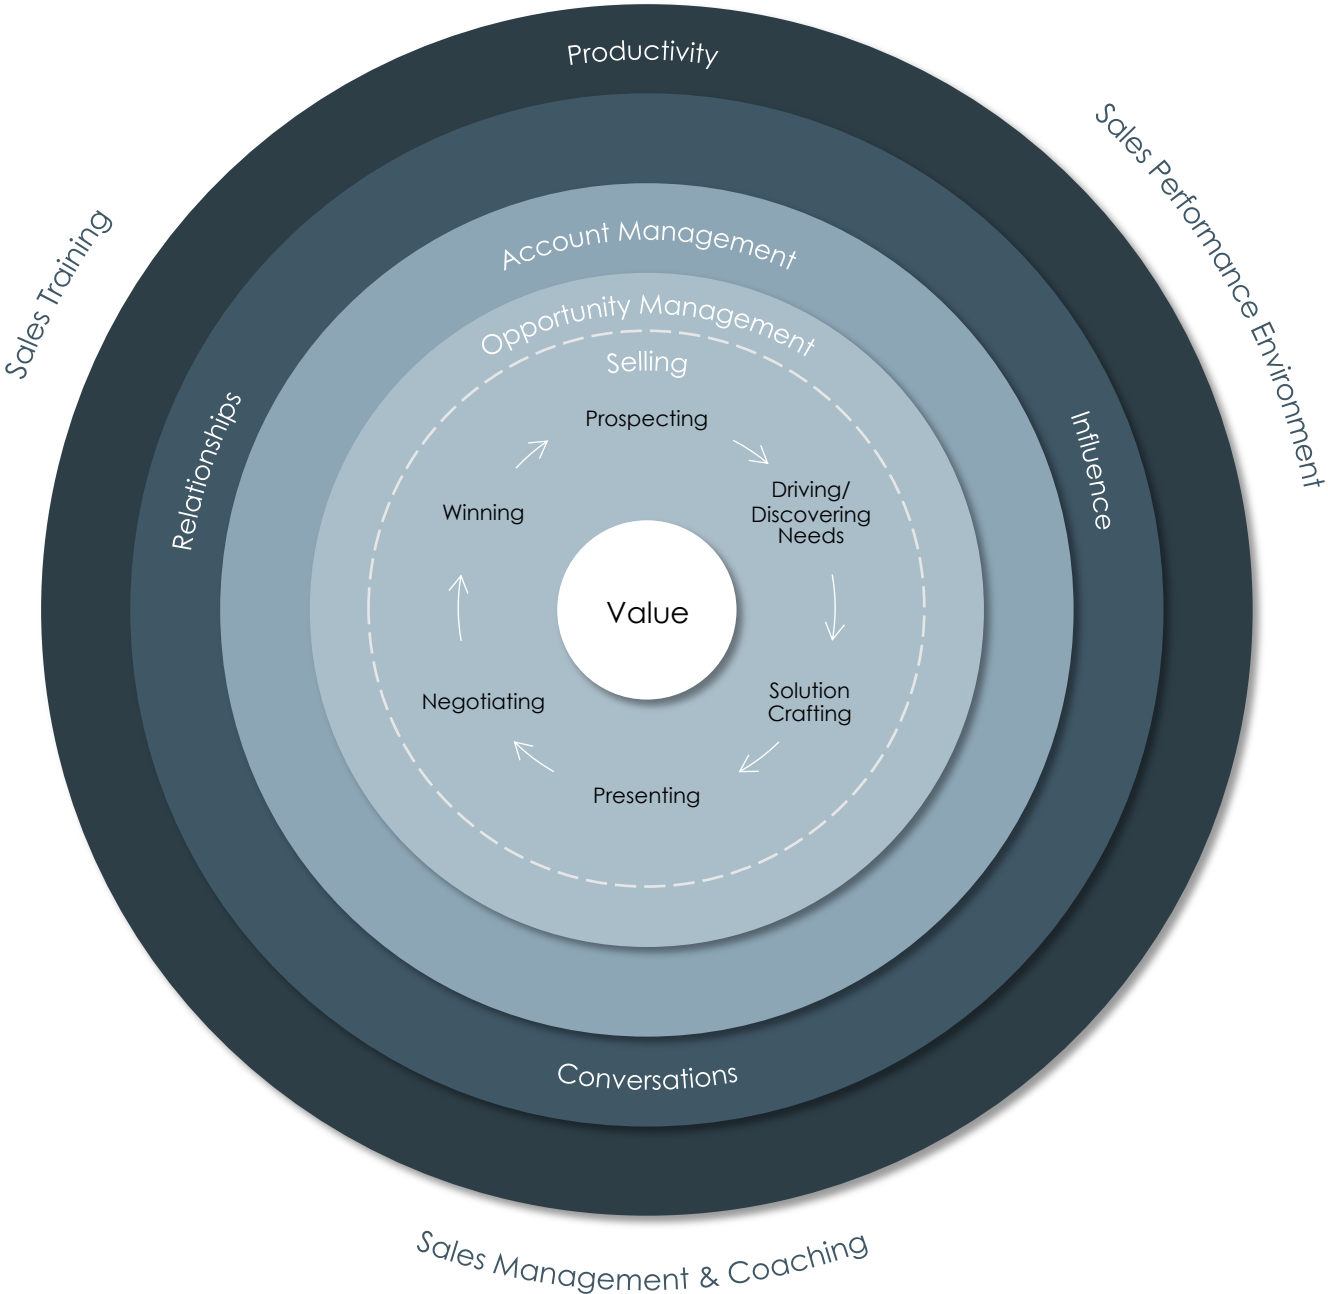 Productivity
Sales Performance Environment
Sales Training
Account Management
Opportunity Management
Selling
Relationships
Influence
Prospecting
Driving/
Discovering
Needs
Winning
Value
Solution
Crafting
Negotiating
Presenting
Conversations
Sales Management & Coaching